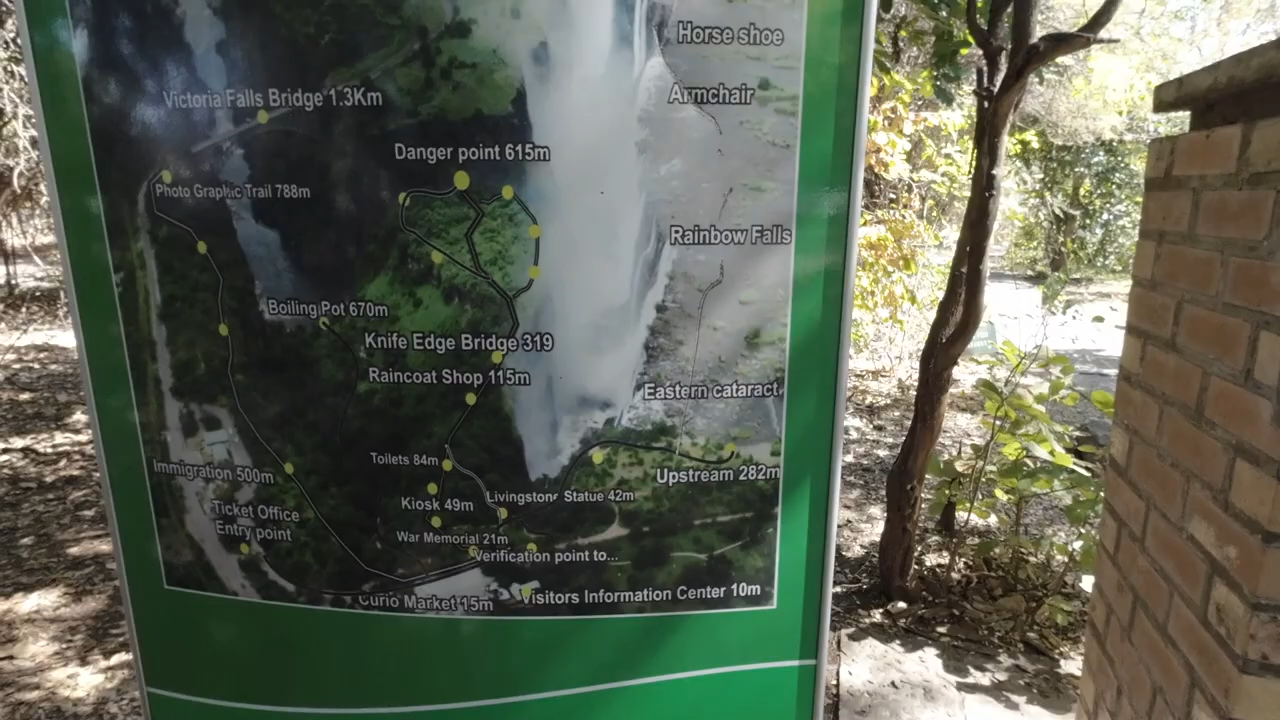 Horse shoe
Armchair
Victoria Falls Bridge 1.3Km
Danger point 615m
Photo Graphic Trail 788m
Rainbow Falls
Boiling Pot 670m
Knife Edge Bridge 319
Raincoat Shop 115m
Eastern cataract
Toilets 84m
Immigration 500m
Upstream 282m
Livingstone Statue 42m
Kiosk 49m
Ticket Office
Entry point
War Memorial 21m
Verification point to...
Visitors Information Center 10m
Curio Market 15m